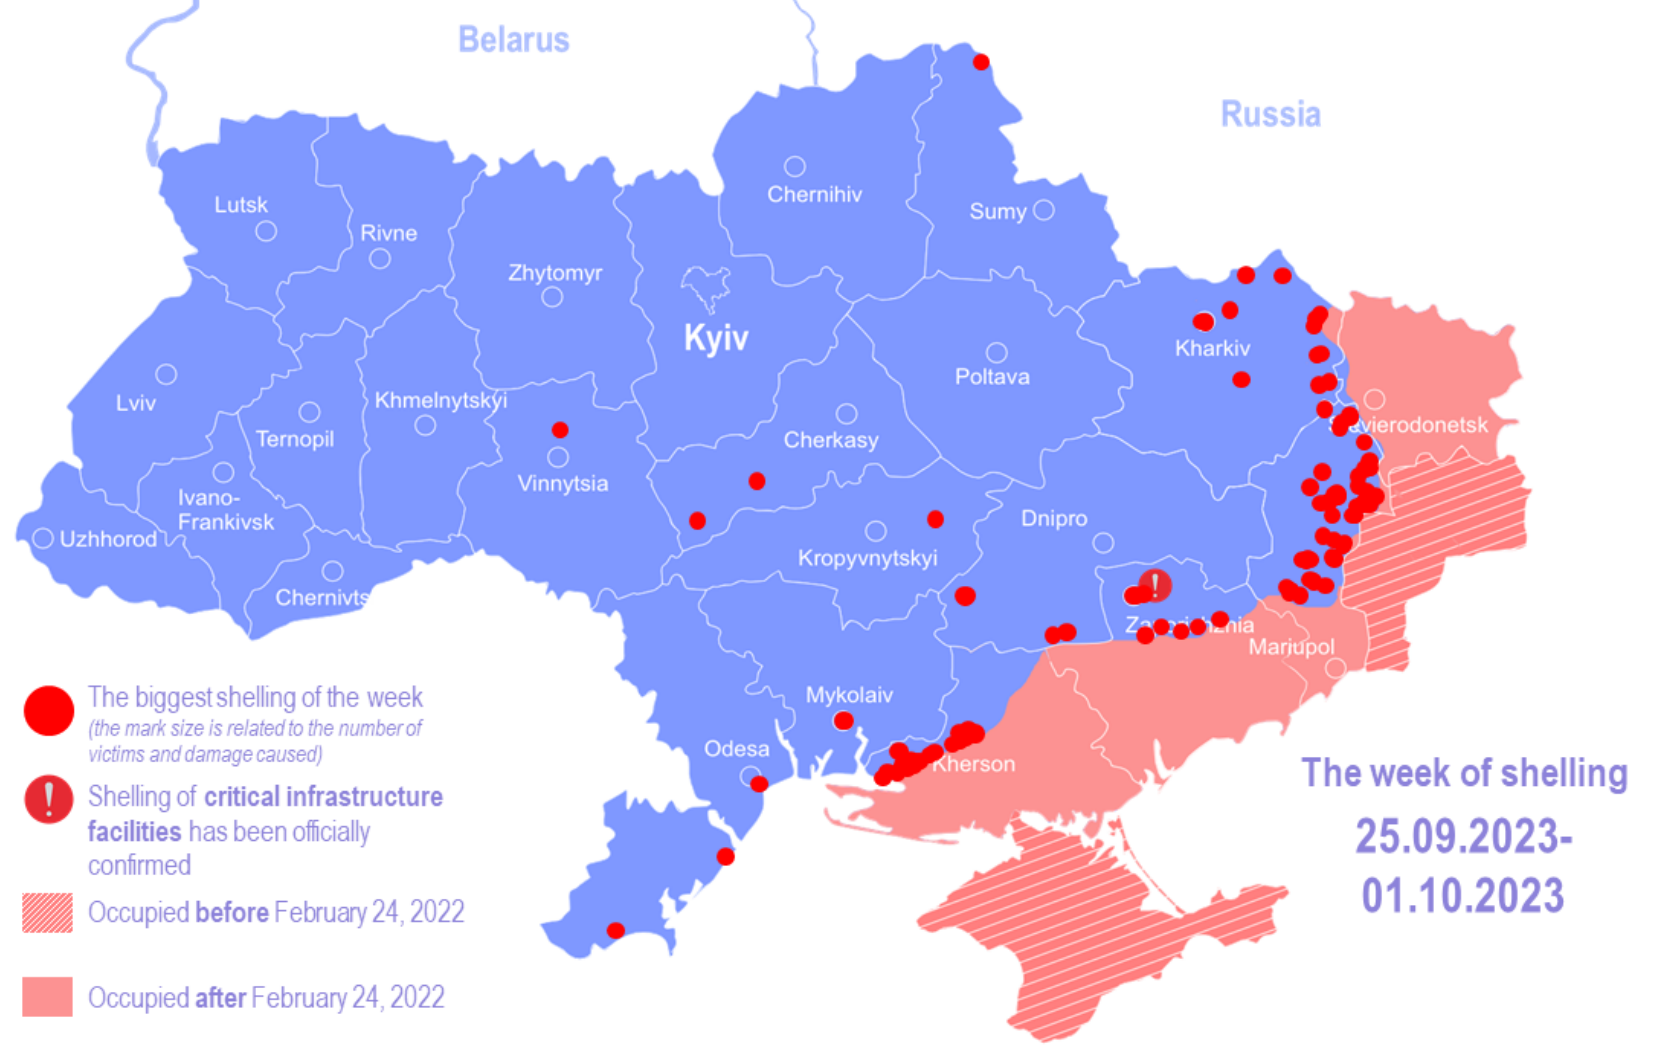 Belarus
Russia
Chernihiv
Lutsk
Sumy
Rivne
Zhytomyr
Kyiv
Kharkiv
Poltava
Lviv
Khmelnytskyi
Ternopil
Cherkasy
Vinnytsia
Ivano-
Frankivsk
Dnipro
Uzhhorod
Kropyvnytskyi
Chernivts
Mariupol
Mykolaiv
Odesa
Kherson
The biggest shelling of the week
(the mark size is related to the number of
victims and damage caused)
!
Shelling of critical infrastructure
facilities has been officially
confirmed
Occupied before February 24, 2022
Occupied after February 24, 2022
The week of shelling
25.09.2023-
01.10.2023